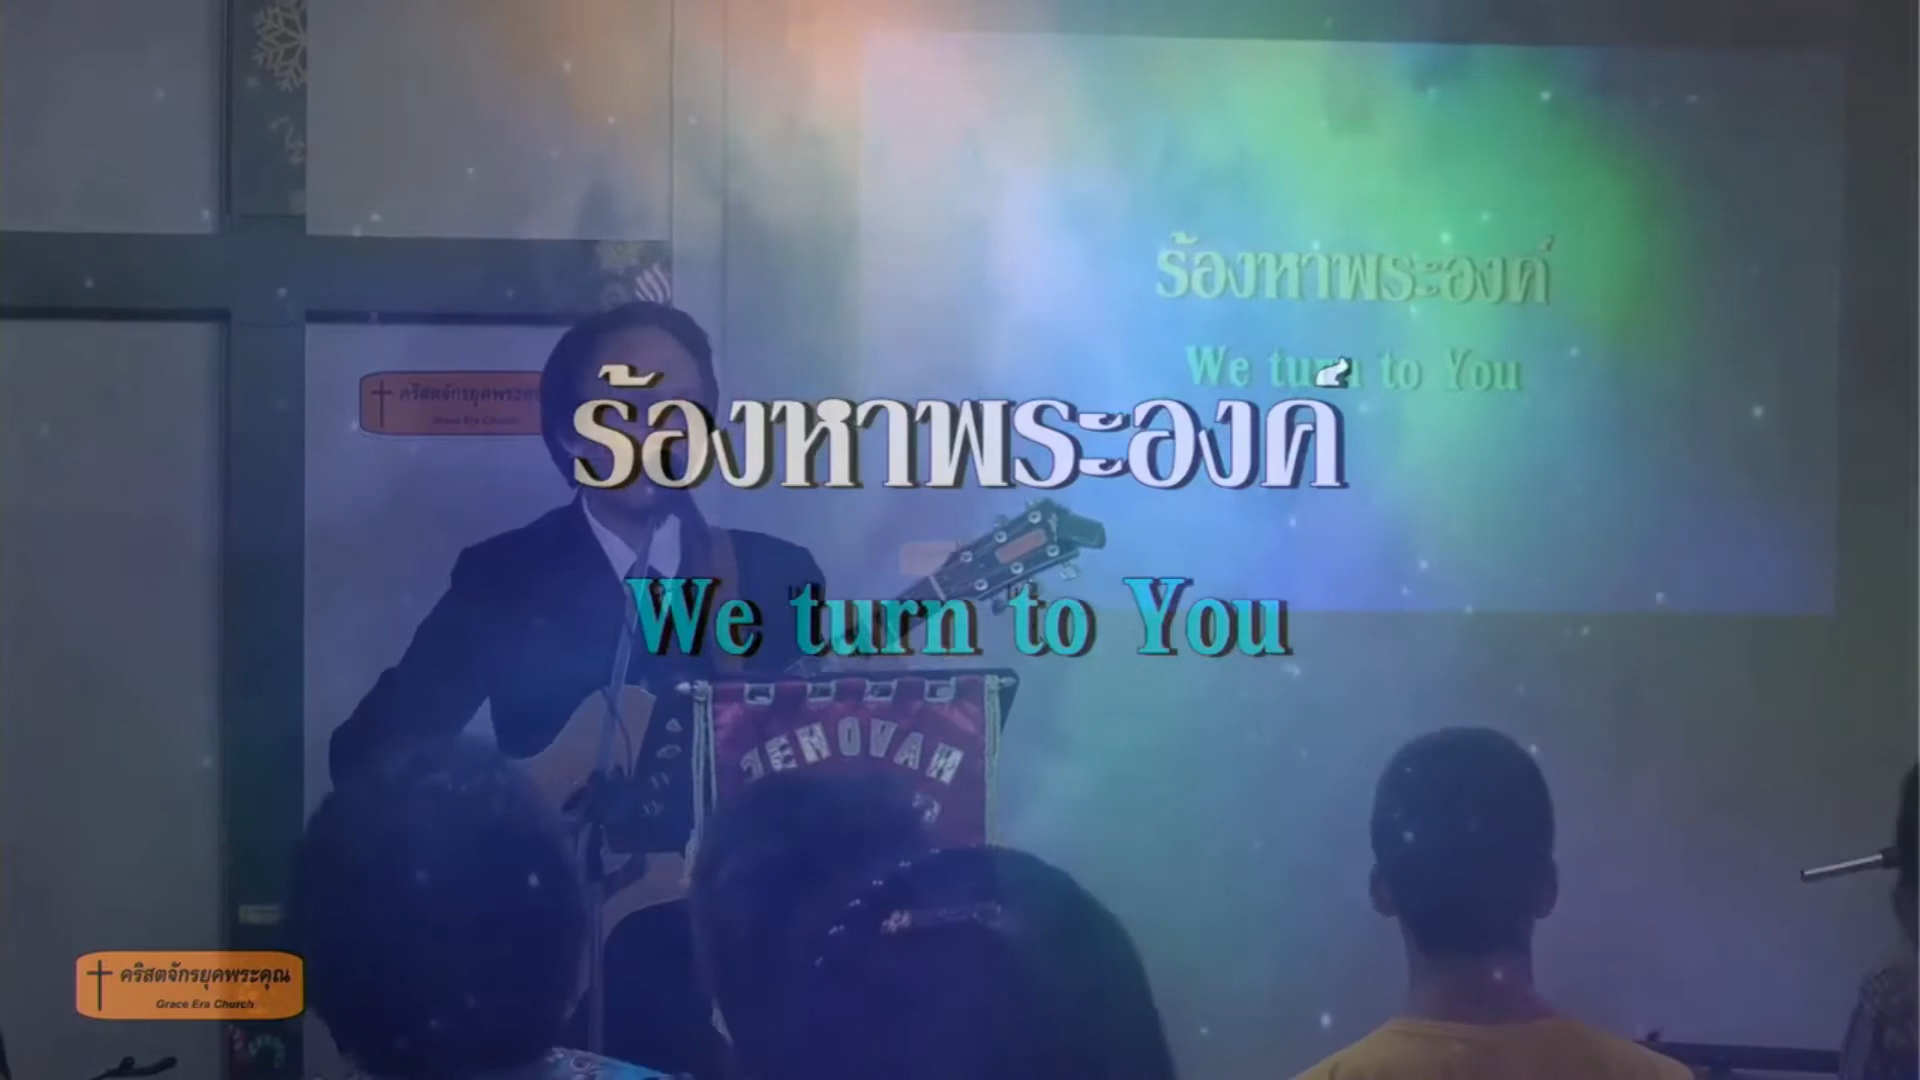 ร้องหาพระองค์
We turn to You
ร้องหาพระองค์
We turn to You
คริสตจักรยุคพระ
Grace Era Church
JEHOVAH
คริสตจักรยุคพระคุณ
Grace Era Church